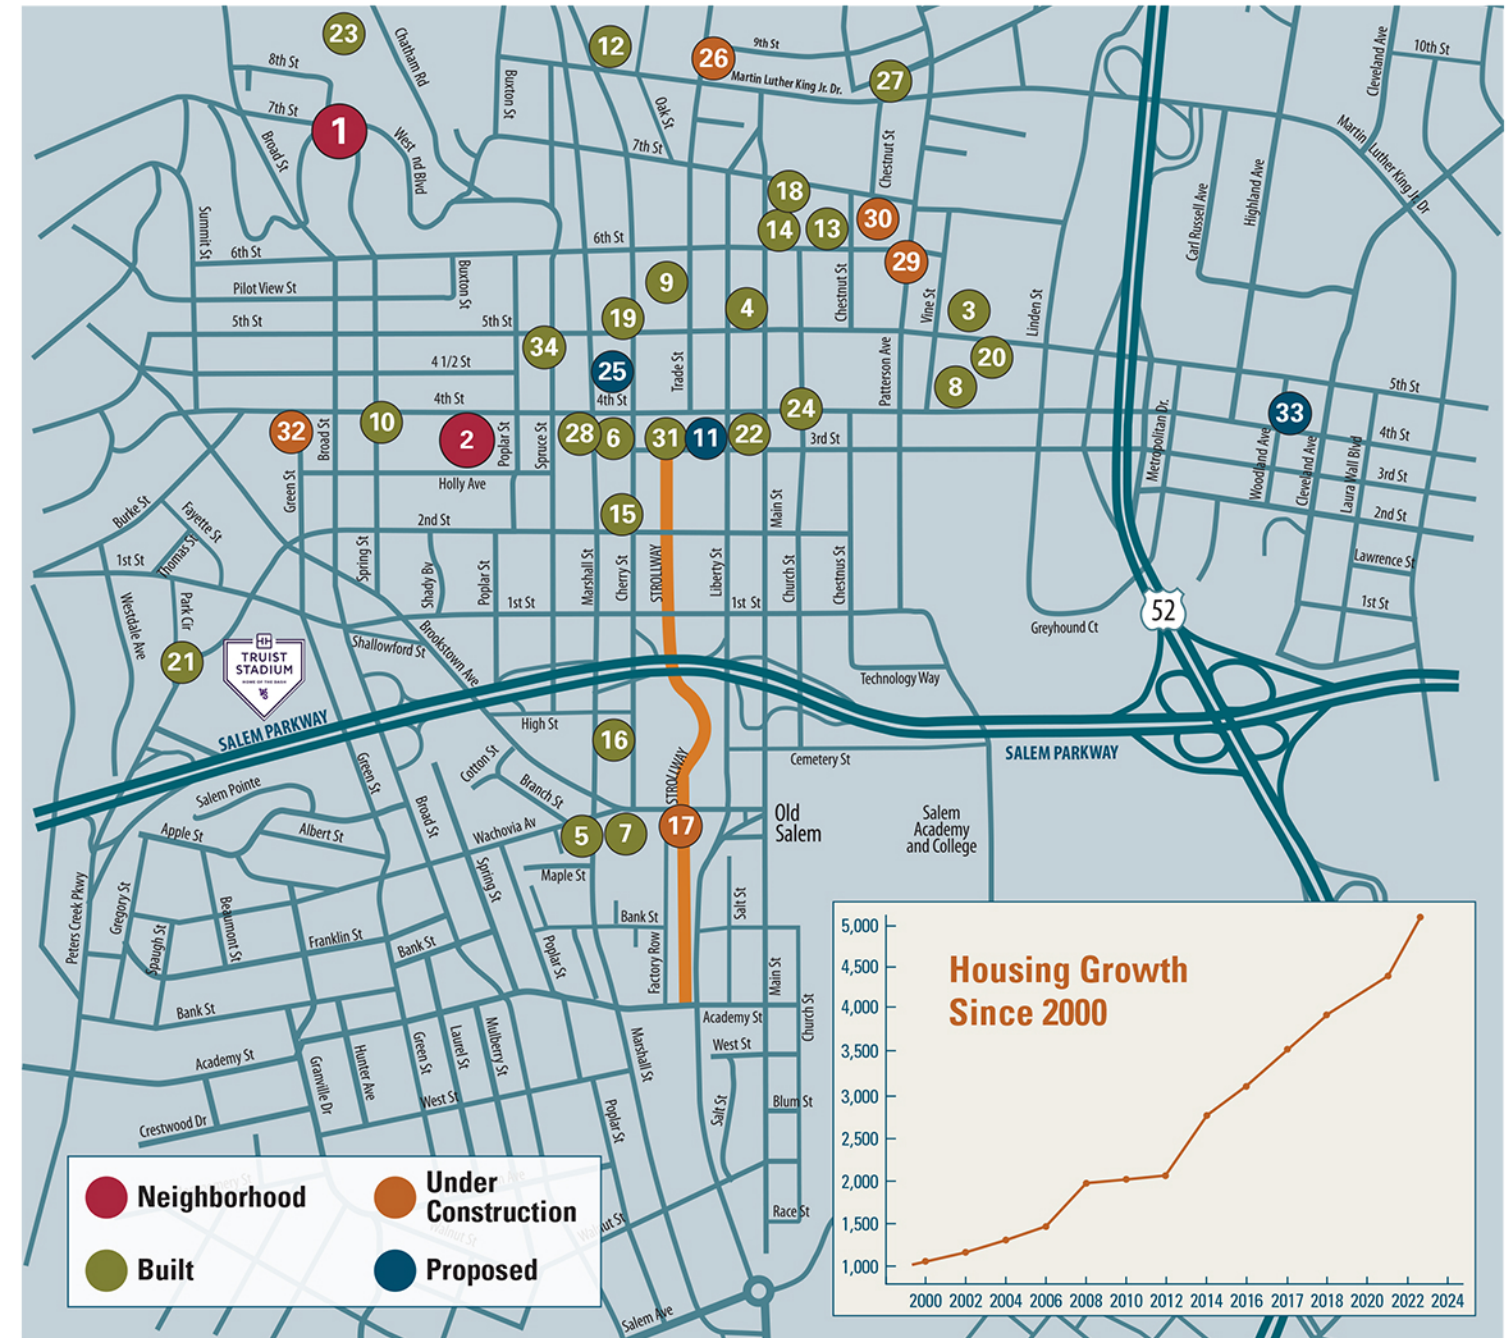 23
12
26
9th St
27
Martin Luther King Jr. Dr.
8th St
Chatham Rd
Buxton St
Oak St
Cleveland Ave
10th St
7th St
1
Broad St
West nd Blvd
7th St
Chestnut St
Martin Luther King Jr. Dr
Carl Russell Ave
Highland Ave
18
14
13
30
29
Summit St
6th St
6th St
Buxton St
Pilot View St
9
4
19
Chestnut St
Vine St
3
Linden St
5th St
5th St
34
25
20
8
4 1/2 St
Trade St
Patterson Ave
5th St
4th St
4th St
24
33
32
Broad St
10
2
Poplar St
Spruce St
28
6
31
11
22
3rd St
Metropolitan Dr.
Woodland Ave
Cleveland Ave
Laura Wall Blvd
4th St
3rd St
2nd St
Green St
Holly Ave
15
Main St
Burke St
Fayette St
2nd St
1st St
Thomas St
Spring St
Shady Bv
Poplar St
Marshall St
Cherry St
STROLLWAY
Liberty St
Church St
Chestnus St
Lawrence St
1st St
1st St
1st St
52
Greyhound Ct
Westdale Ave
Park Cir
Brookstown Ave
Shallowford St
21
HH
TRUIST
STADIUM
HOME OF THE DASH
Technology Way
SALEM PARKWAY
High St
16
SALEM PARKWAY
Cemetery St
Cotton St
STROLLWAY
Green St
Salem Pointe
Branch St
Broad St
Apple St
Albert St
Wachovia Av
5
7
17
Old
Salem
Salem
Academy
and College
Maple St
Spring St
Peters Creek Pkwy
Gregory St
Beaumont St
Salt St
Bank St
Spaugh St
Franklin St
Bank St
Poplar St
Factory Row
Main St
Bank St
Academy St
Church St
West St
Academy St
Granville Dr
Hunter Ave
Green St
Laurel St
Mulberry St
Marshall St
West St
Poplar St
Salt St
Blum St
Crestwood Dr
Race St
Walnut St
Walnut St
Salem Ave
Neighborhood
Under
Construction
Built
Proposed
Housing Growth
Since 2000
5,000
4,500
4,000
3,500
3,000
2,500
2,000
1,500
1,000
2000 2002 2004 2006 2008 2010 2012 2014 2016 2018 2020 2022 2024